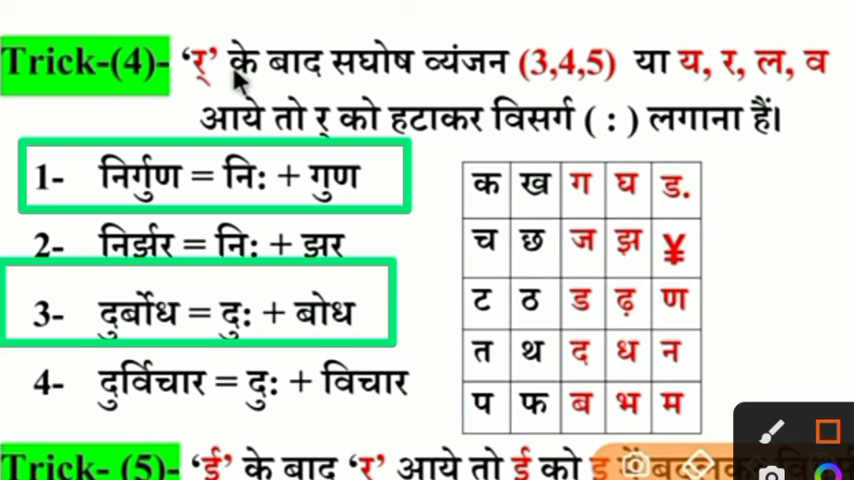 Trick-(4)- ‘र्’ के बाद सघोष व्यंजन (3,4,5) या य, र, ल, व
आये तो र् को हटाकर विसर्ग ( : ) लगाना हैं।
1- निर्गुण = नि: + गुण
2- निर्झर = नि: + झर
3- दुर्बोध = दु: + बोध
4- दुर्विचार = दु: + विचार
क ख ग घ ड.
च छ ज झ ¥
ट ठ ड ढ़ ण
त थ द ध न
प फ ब भ म
Trick- (5)- ‘ई’ के बाद ‘र्’ आये तो ई को इ में